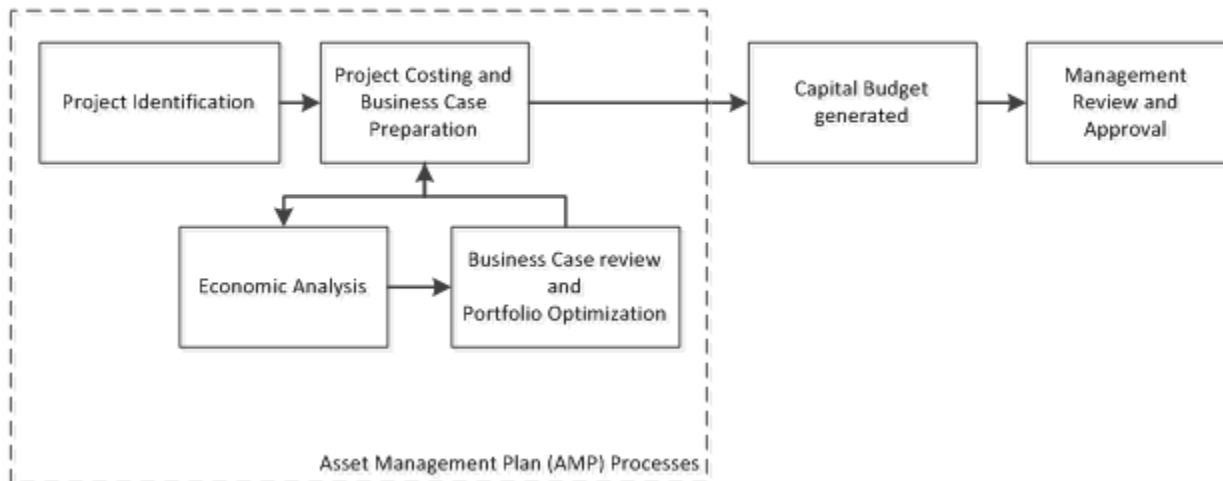 Project Identification
Project Costing and
Business Case
Preparation
Capital Budget
generated
Management
Review and
Approval
Economic Analysis
Business Case review
and
Portfolio Optimization
Asset Management Plan (AMP) Processes